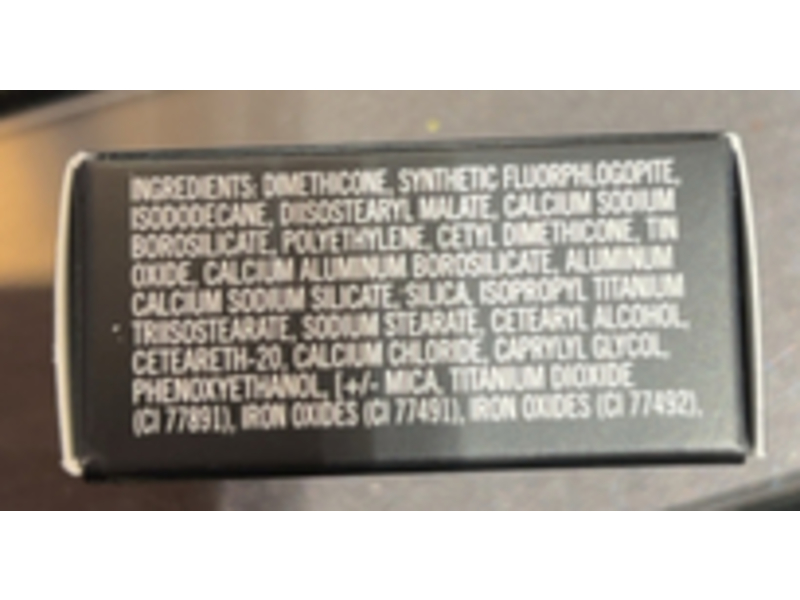 INGREDIENTS: DIMETHICONE, SYNTHETIC FLUORPHLOGOPITE,
ISODODECANE, DIISOSTEARYL MALATE, CALCIUM SODIUM
BOROSILICATE, POLYETHYLENE, CETYL DIMETHICONE, TIN
OXIDE, CALCIUM ALUMINUM BOROSILICATE, ALUMINUM
CALCIUM SODIUM SILICATE, SILICA, ISOPROPYL TITANIUM
TRIISOSTEARATE, SODIUM STEARATE, CETEARYL ALCOHOL,
CETEARETH-20, CALCIUM CHLORIDE, CAPRYLYL GLYCOL,
PHENOXYETHANOL, [+/- MICA, TITANIUM DIOXIDE
(CI 77891), IRON OXIDES (CI 77491), IRON OXIDES (CI 77492),